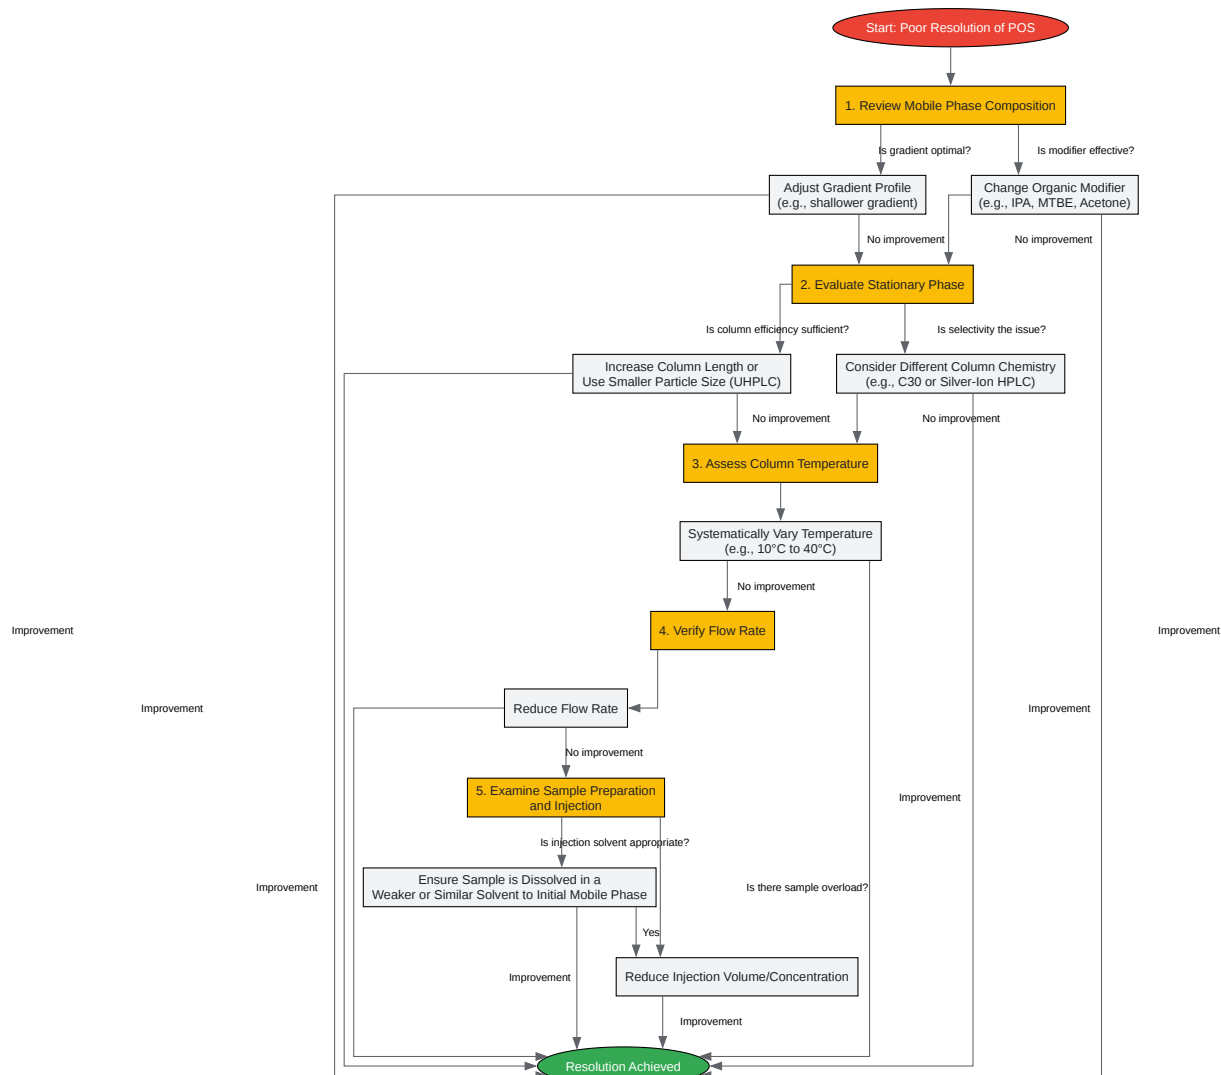 Start: Poor Resolution of POS
1. Review Mobile Phase Composition
Is gradient optimal?
Is modifier effective?
Adjust Gradient Profile
(e.g., shallower gradient)
Change Organic Modifier
(e.g., IPA, MTBE, Acetone)
No improvement
No improvement
2. Evaluate Stationary Phase
Is column efficiency sufficient?
Is selectivity the issue?
Increase Column Length or
Use Smaller Particle Size (UHPLC)
Consider Different Column Chemistry
(e.g., C30 or Silver-Ion HPLC)
No improvement
No improvement
3. Assess Column Temperature
Systematically Vary Temperature
(e.g., 10°C to 40°C)
No improvement
Improvement
4. Verify Flow Rate
Improvement
Improvement
Reduce Flow Rate
Improvement
No improvement
5. Examine Sample Preparation
and Injection
Improvement
Is injection solvent appropriate?
Ensure Sample is Dissolved in a
Weaker or Similar Solvent to Initial Mobile Phase
Improvement
Is there sample overload?
Yes
Improvement
Reduce Injection Volume/Concentration
Improvement
Resolution Achieved